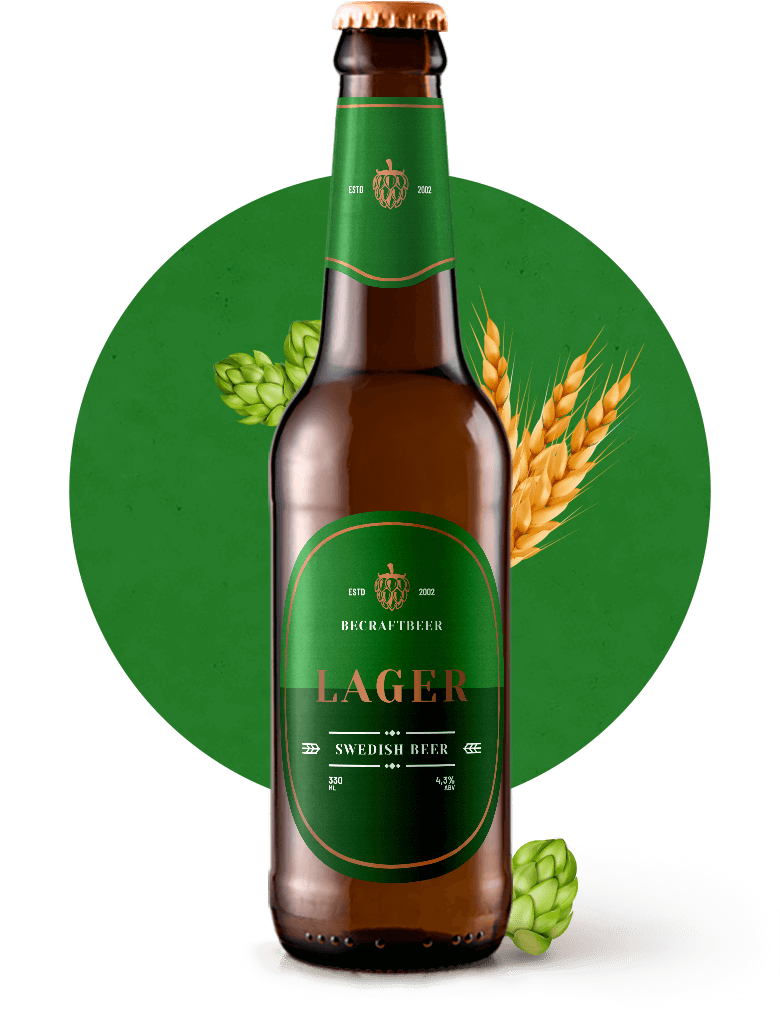 ESTD 2002
ESTD 2002
BECRAFTBEER
LAGER
SWEDISH BEER
330 4,3%
ML ABV